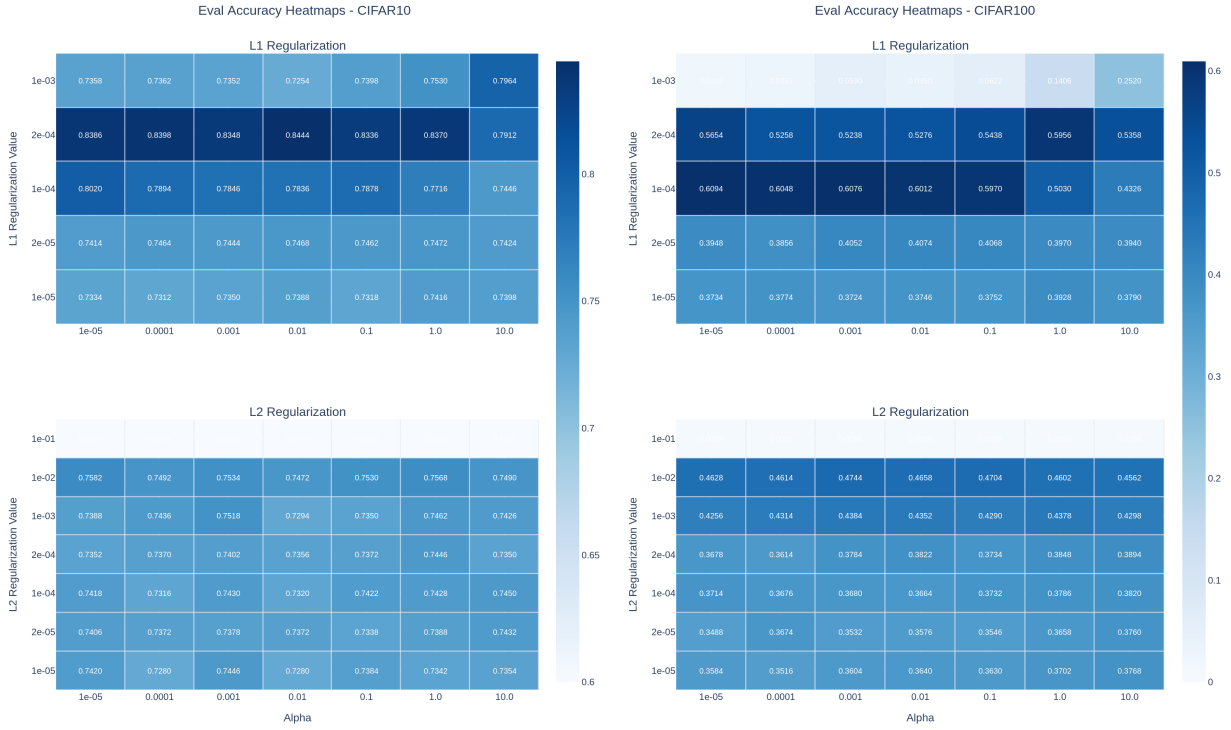 Eval Accuracy Heatmaps - CIFAR10
L1 Regularization
L1 Regularization Value
1e-03 0.7358 0.7362 0.7352 0.7254 0.7398 0.7530 0.7964
2e-04 0.8386 0.8398 0.8348 0.8444 0.8336 0.8370 0.7912
1e-04 0.8020 0.7894 0.7846 0.7836 0.7878 0.7716 0.7446
2e-05 0.7414 0.7464 0.7444 0.7468 0.7462 0.7472 0.7424
1e-05 0.7334 0.7312 0.7350 0.7388 0.7318 0.7416 0.7398
1e-05 0.0001 0.001 0.01 0.1 1.0 10.0
L2 Regularization
L2 Regularization Value
1e-01
1e-02 0.7582 0.7492 0.7534 0.7472 0.7530 0.7568 0.7490
1e-03 0.7388 0.7436 0.7518 0.7294 0.7350 0.7462 0.7426
2e-04 0.7352 0.7370 0.7402 0.7356 0.7372 0.7446 0.7350
1e-04 0.7418 0.7316 0.7430 0.7320 0.7422 0.7428 0.7450
2e-05 0.7406 0.7372 0.7378 0.7372 0.7338 0.7388 0.7432
1e-05 0.7420 0.7280 0.7446 0.7280 0.7384 0.7342 0.7354
1e-05 0.0001 0.001 0.01 0.1 1.0 10.0
Alpha
0.8
0.75
0.7
0.65
0.6
Eval Accuracy Heatmaps - CIFAR100
L1 Regularization
L1 Regularization Value
1e-03 0.1406 0.2520
2e-04 0.5654 0.5258 0.5238 0.5276 0.5438 0.5956 0.5358
1e-04 0.6094 0.6048 0.6076 0.6012 0.5970 0.5030 0.4326
2e-05 0.3948 0.3856 0.4052 0.4074 0.4068 0.3970 0.3940
1e-05 0.3734 0.3774 0.3724 0.3746 0.3752 0.3928 0.3790
1e-05 0.0001 0.001 0.01 0.1 1.0 10.0
L2 Regularization
L2 Regularization Value
1e-01
1e-02 0.4628 0.4614 0.4744 0.4658 0.4704 0.4602 0.4562
1e-03 0.4256 0.4314 0.4384 0.4352 0.4290 0.4378 0.4298
2e-04 0.3678 0.3614 0.3784 0.3822 0.3734 0.3848 0.3894
1e-04 0.3714 0.3676 0.3680 0.3664 0.3732 0.3786 0.3820
2e-05 0.3488 0.3674 0.3532 0.3576 0.3546 0.3658 0.3760
1e-05 0.3564 0.3516 0.3604 0.3640 0.3630 0.3702 0.3768
1e-05 0.0001 0.001 0.01 0.1 1.0 10.0
Alpha
0.6
0.5
0.4
0.3
0.2
0.1
0